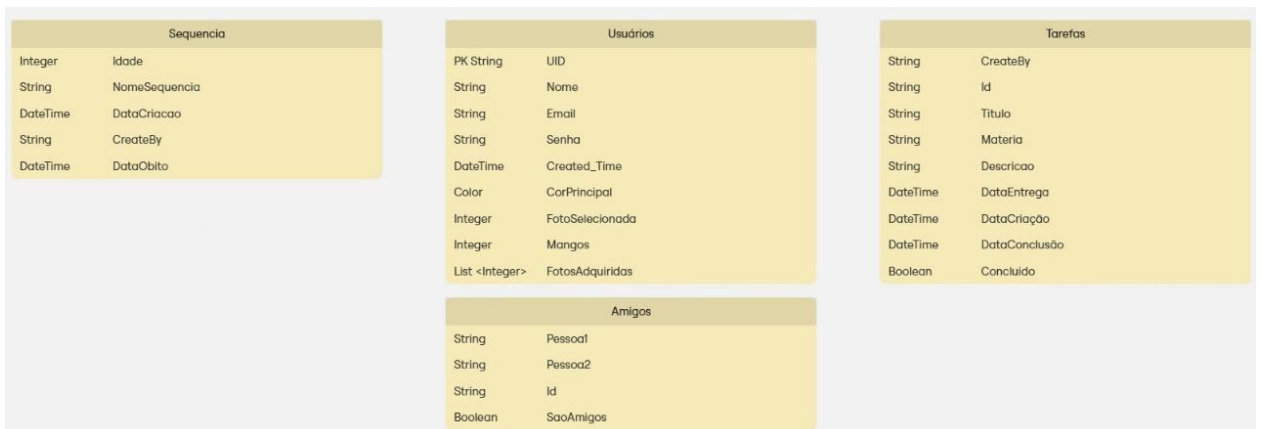 Sequencia
Integer Idade
String NomeSequencia
DateTime DataCriacao
String CreateBy
DateTime DataObito
Usuários
PK String UID
String Nome
String Email
String Senha
DateTime Created_Time
Color CorPrincipal
Integer FotoSelecionada
Integer Mangos
List <Integer> FotosAdquiridas
Tarefas
String CreateBy
String Id
String Titulo
String Materia
String Descricao
DateTime DataEntrega
DateTime DataCriação
DateTime DataConclusão
Boolean Concluido
Amigos
String Pessoa1
String Pessoa2
String Id
Boolean SaoAmigos